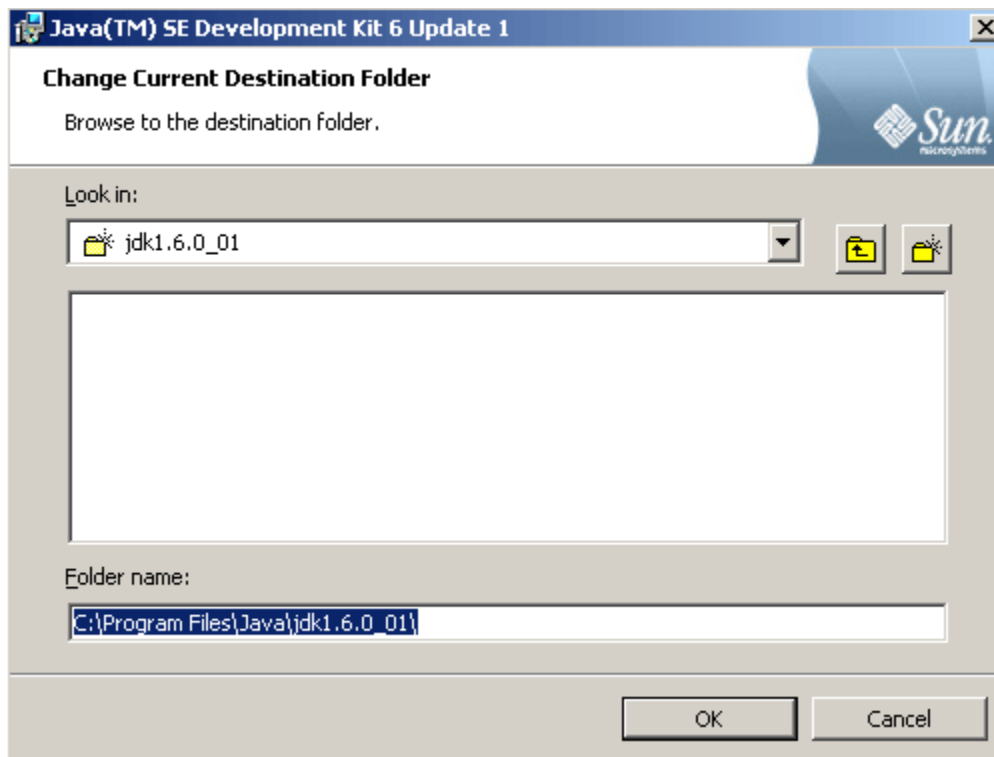 Java(TM) SE Development Kit 6 Update 1
Change Current Destination Folder
Browse to the destination folder.
Sun
microsystems
Look in:
jdk1.6.0_01
Folder name:
C:\Program Files\Java\jdk1.6.0_01\
OK
Cancel